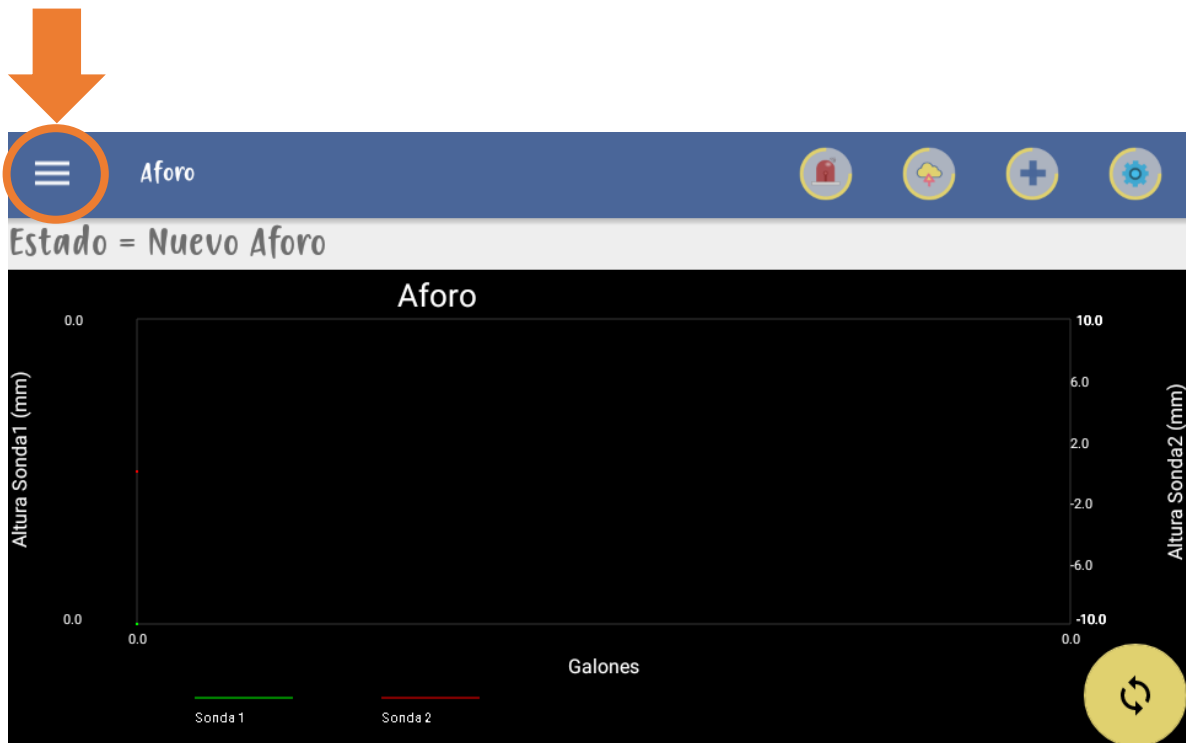 Aforo
Estado = Nuevo Aforo
Aforo
0.0
10.0
6.0
2.0
-2.0
-6.0
-10.0
Altura Sonda1 (mm)
Altura Sonda2 (mm)
0.0
0.0
0.0
Galones
Sonda 1
Sonda 2